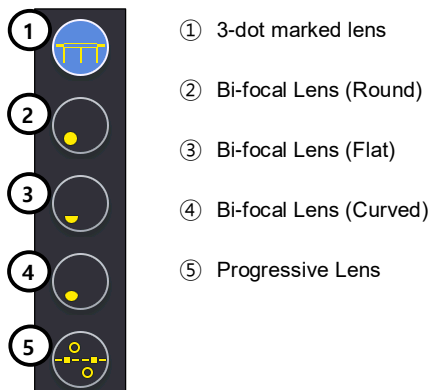 1
2
3
4
5
① 3-dot marked lens
② Bi-focal Lens (Round)
③ Bi-focal Lens (Flat)
④ Bi-focal Lens (Curved)
⑤ Progressive Lens